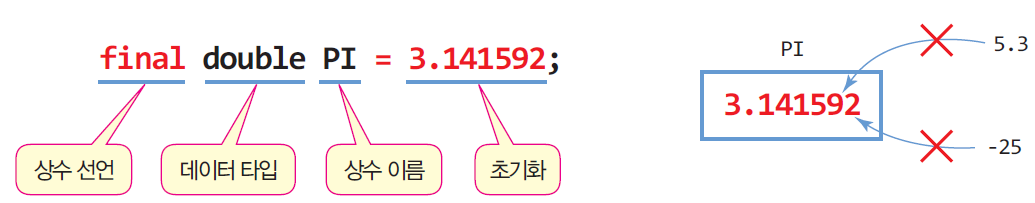 final double PI = 3.141592;
상수 선언
데이터 타입
상수 이름
초기화
PI
3.141592
5.3
-25